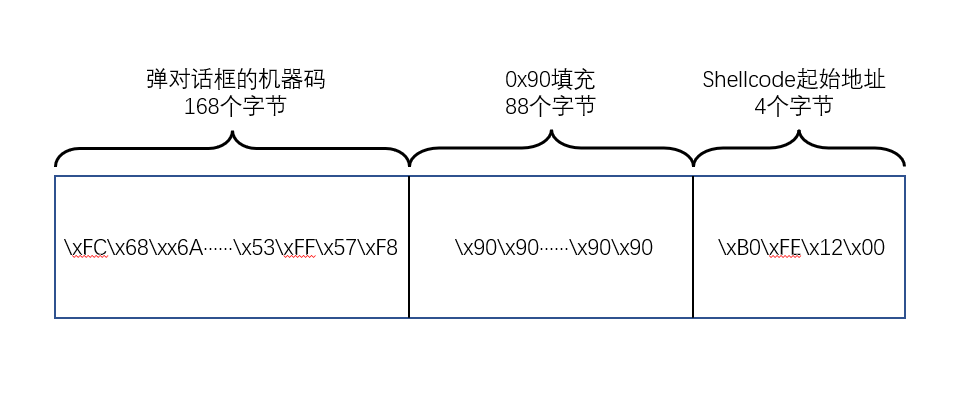 弹对话框的机器码
168个字节
0x90填充
88个字节
Shellcode起始地址
4个字节
\xFC\x68\xx6A······\x53\xFF\x57\xF8
\x90\x90······\x90\x90
\xB0\xFE\x12\x00